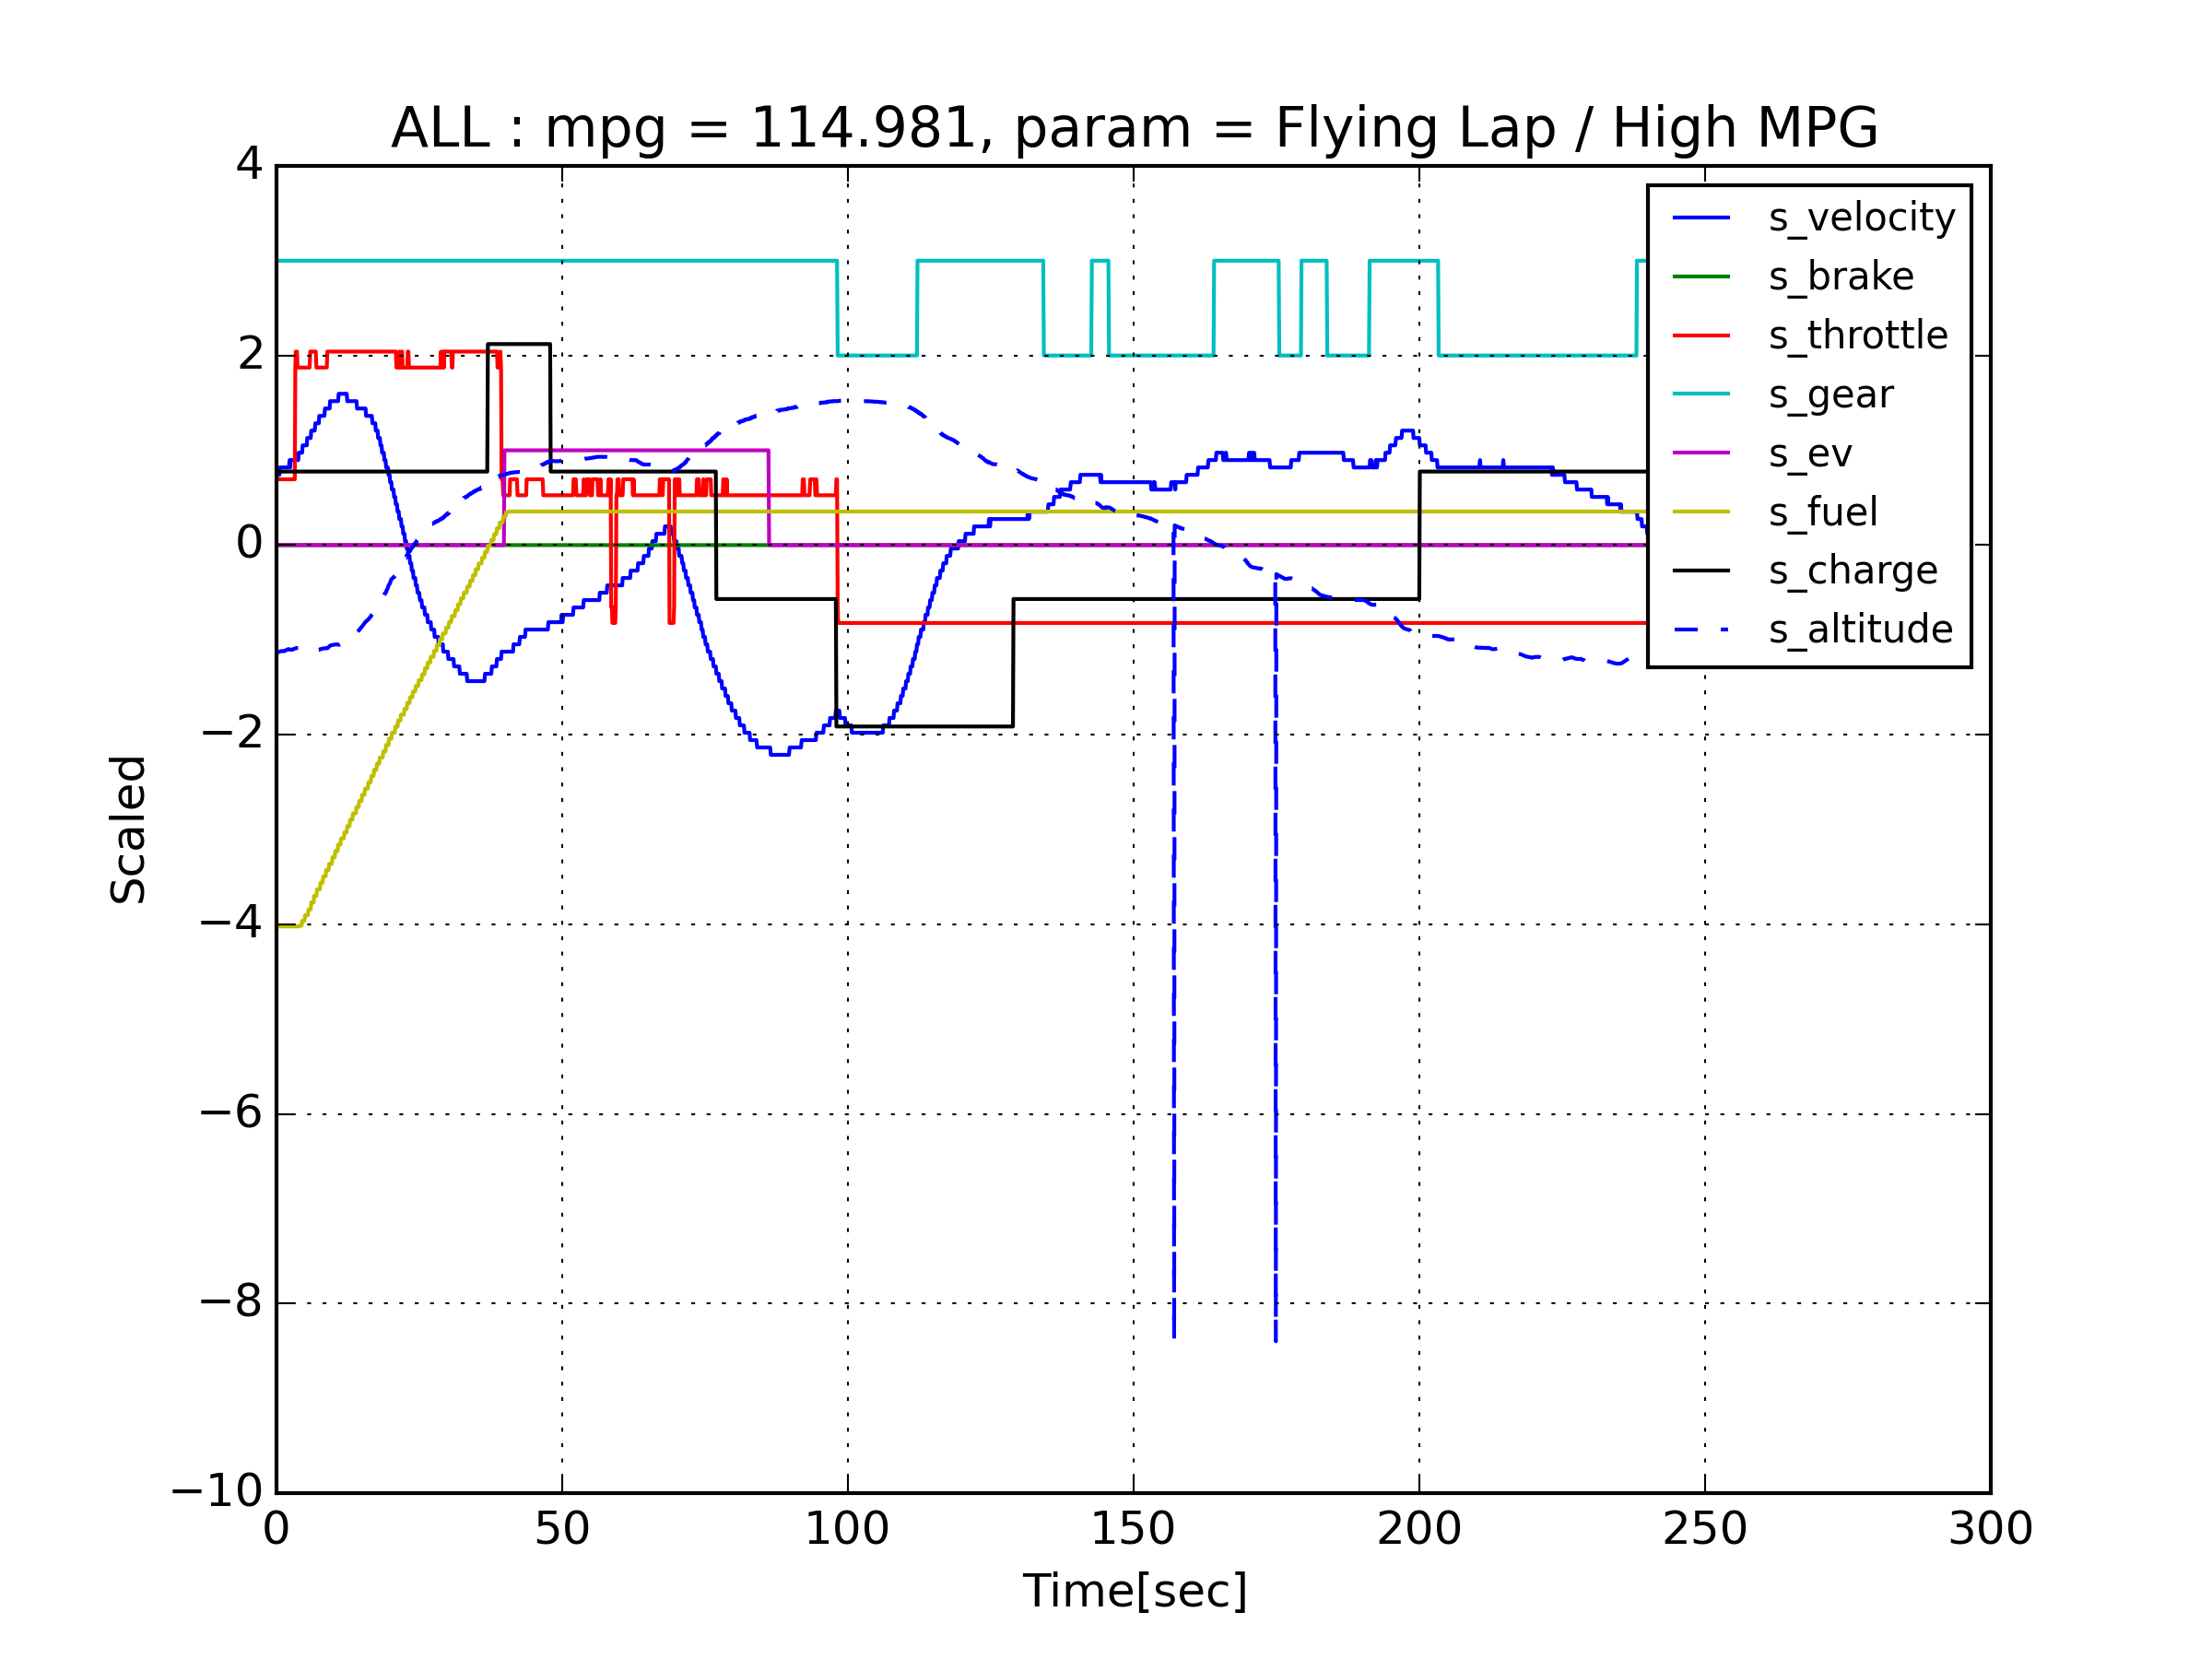 ALL : mpg = 114.981, param = Flying Lap / High MPG
4
2
0
−2
−4
−6
−8
−10
Scaled
s_velocity
s_brake
s_throttle
s_gear
s_ev
s_fuel
s_charge
s_altitude
0 50 100 150 200 250 300
Time[sec]